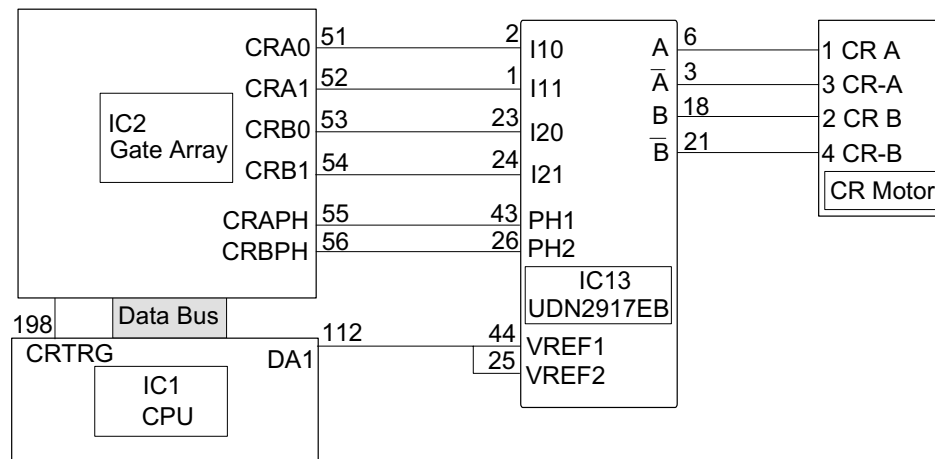 CRA0 51 2 I10 A 6 1 CR A
CRA1 52 1 I11 A 3 3 CR-A
IC2
Gate Array
CRB0 53 23 I20 B 18 2 CR B
CRB1 54 24 I21 B 21 4 CR-B
CR Motor
CRAPH 55 43 PH1
CRBPH 56 26 PH2
IC13
UDN2917EB
198 Data Bus
CRTRG DA1 112 44 VREF1
25 VREF2
IC1
CPU